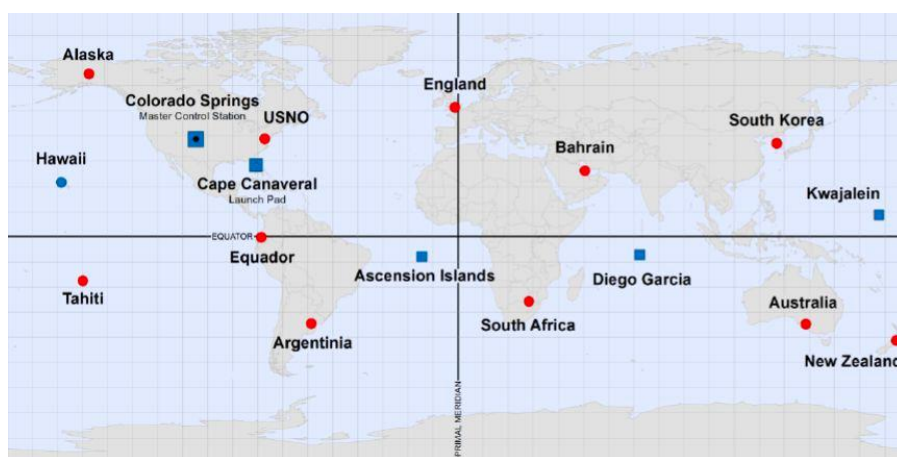 Alaska
England
Colorado Springs
Master Control Station
USNO
South Korea
Bahrain
Hawaii
Cape Canaveral
Launch Pad
Kwajalein
EQUATOR
Equador
Ascension Islands
Diego Garcia
Tahiti
South Africa
Australia
Argentinia
New Zealand
PRIMAL MERIDIAN